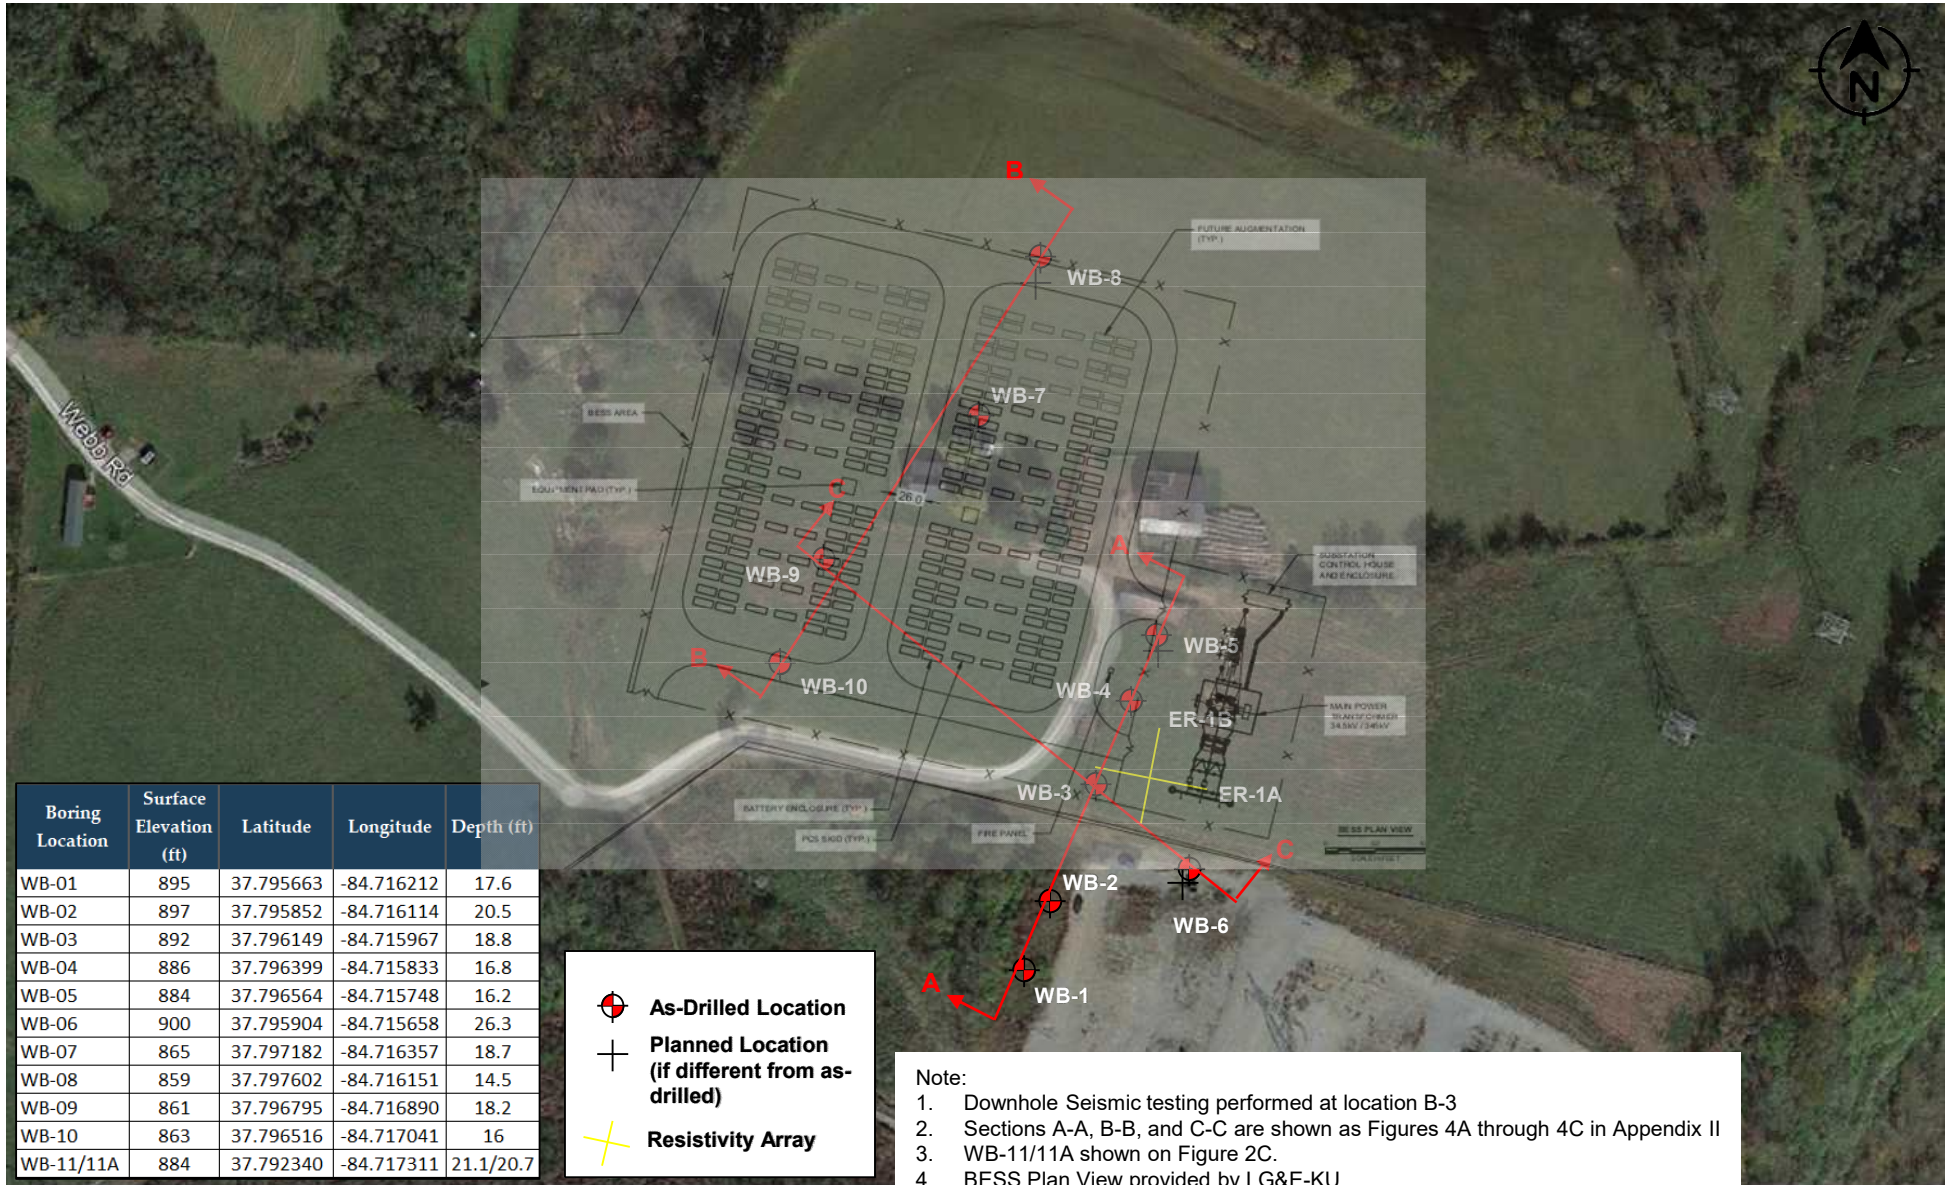 N
B
FUTURE AUGMENTATION
(TYP.)
WB-8
WB-7
BESS AREA
Webb Rd
EQUIPMENT PAD (TYP.)
C
26.0
A
SUBSTATION
CONTROL HOUSE
AND ENCLOSURE
WB-9
WB-5
B
WB-10
WB-4
ER-1B
MAIN POWER
TRANSFORMER
34.5kV / 345kV
WB-3
ER-1A
BATTERY ENCLOSURE (TYP.)
PCS SKID (TYP.)
FIRE PANEL
BESS PLAN VIEW
C
WB-2
WB-6
A
WB-1
Boring Location Surface Elevation (ft) Latitude Longitude Depth (ft)
WB-01 895 37.795663 -84.716212 17.6
WB-02 897 37.795852 -84.716114 20.5
WB-03 892 37.796149 -84.715967 18.8
WB-04 886 37.796399 -84.715833 16.8
WB-05 884 37.796564 -84.715748 16.2
WB-06 900 37.795904 -84.715658 26.3
WB-07 865 37.797182 -84.716357 18.7
WB-08 859 37.797602 -84.716151 14.5
WB-09 861 37.796795 -84.716890 18.2
WB-10 863 37.796516 -84.717041 16
WB-11/11A 884 37.792340 -84.717311 21.1/20.7
As-Drilled Location
Planned Location
(if different from as-
drilled)
Resistivity Array
Note:
1. Downhole Seismic testing performed at location B-3
2. Sections A-A, B-B, and C-C are shown as Figures 4A through 4C in Appendix II
3. WB-11/11A shown on Figure 2C.
4 BESS Plan View provided by LG&E-KU